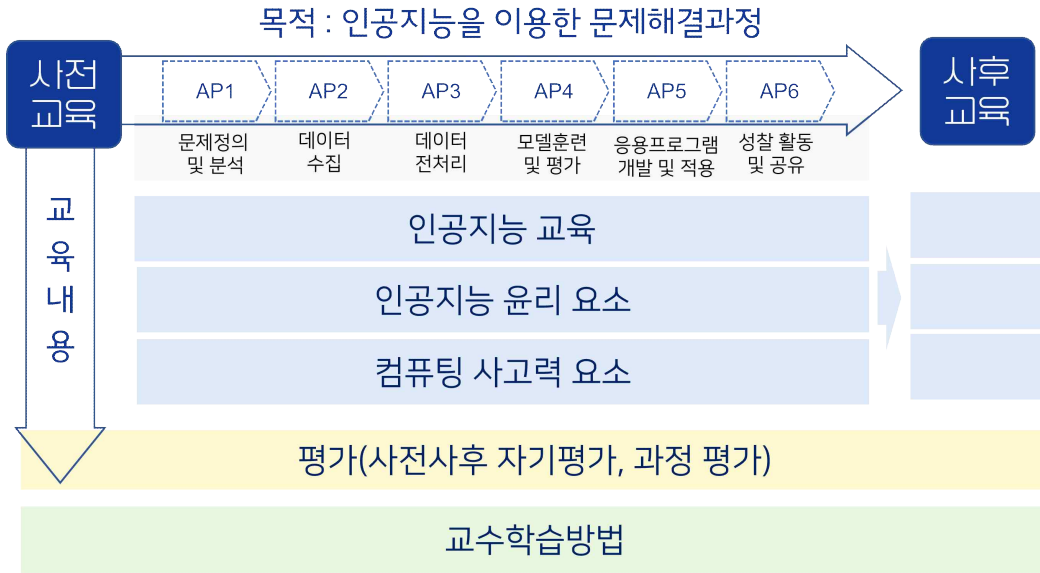 목적 : 인공지능을 이용한 문제해결과정
사전
교육
AP1
AP2
AP3
AP4
AP5
AP6
사후
교육
문제정의
및 분석
데이터
수집
데이터
전처리
모델훈련
및 평가
응용프로그램
개발 및 적용
성찰 활동
및 공유
교
육
내
용
인공지능 교육
인공지능 윤리 요소
컴퓨팅 사고력 요소
평가(사전사후 자기평가, 과정 평가)
교수학습방법